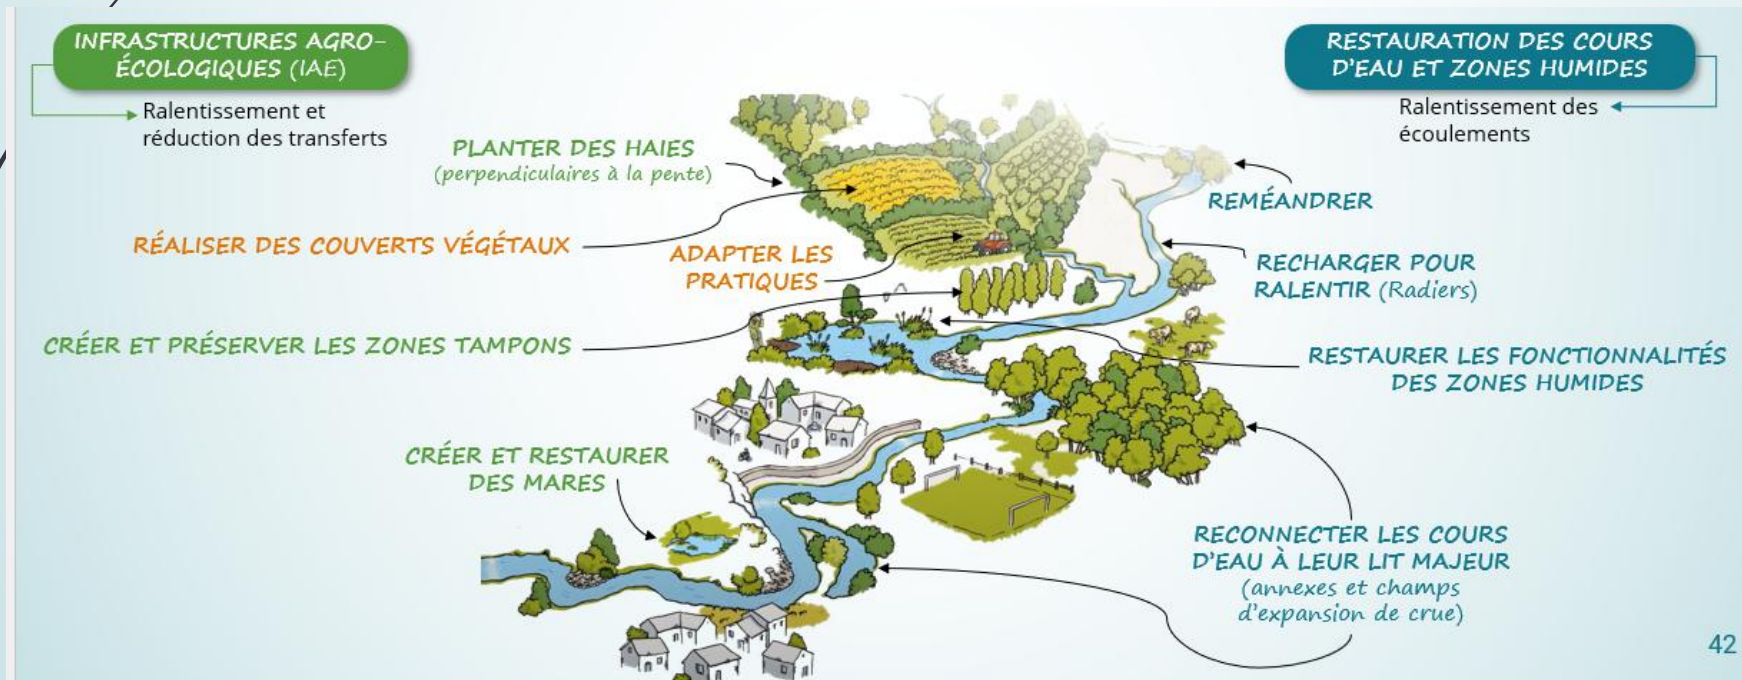 INFRASTRUCTURES AGRO-
ÉCOLOGIQUES (IAE)
Ralentissement et
réduction des transferts
RESTAURATION DES COURS
D'EAU ET ZONES HUMIDES
Ralentissement des
écoulements
PLANTER DES HAIES
(perpendiculaires à la pente)
RÉALISER DES COUVERTS VÉGÉTAUX
ADAPTER LES
PRATIQUES
CRÉER ET PRÉSERVER LES ZONES TAMPONS
CRÉER ET RESTAURER
DES MARES
REMÉANDRER
RECHARGER POUR
RALENTIR (Radiers)
RESTAURER LES FONCTIONNALITÉS
DES ZONES HUMIDES
RECONNECTER LES COURS
D'EAU À LEUR LIT MAJEUR
(annexes et champs
d'expansion de crue)
42